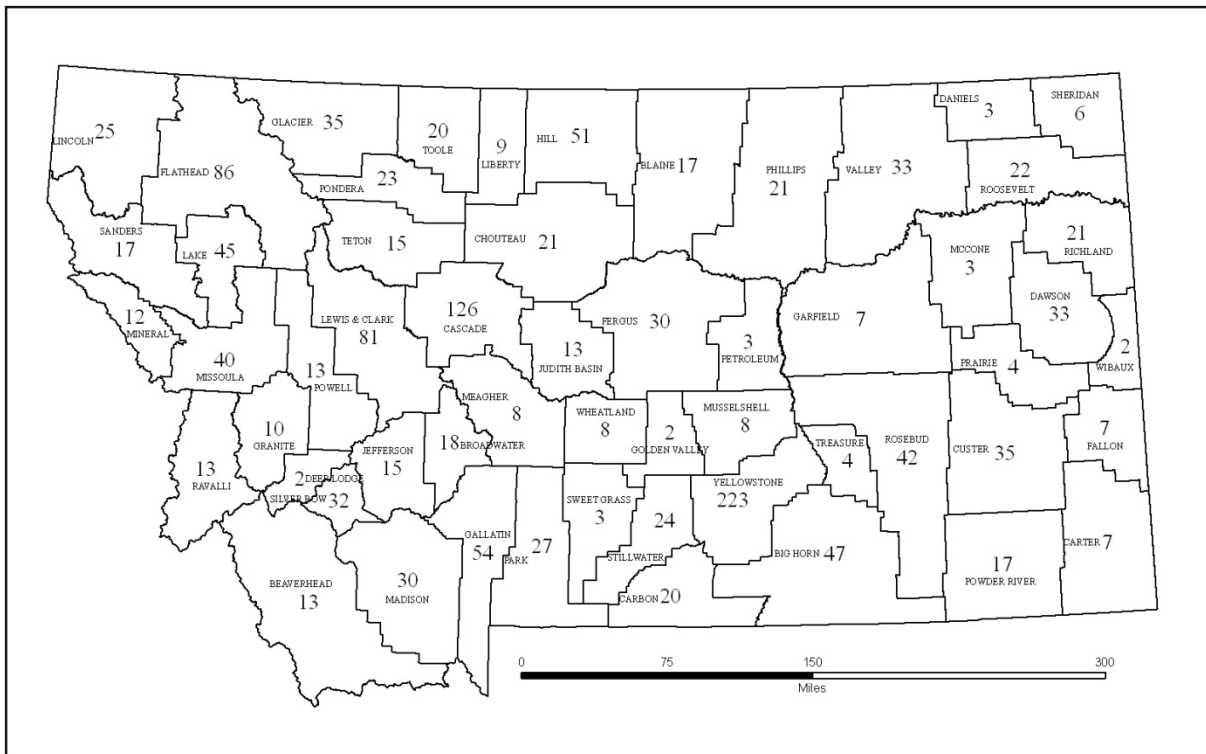 DANIELS
3
SHERIDAN
6
LINCOLN 25
FLATHEAD 86
GLACIER 35
20
TOOLE
9
LIBERTY
HILL 51
BLAINE 17
PHILLIPS
21
VALLEY 33
22
ROOSEVELT
PONDERA 23
SANDERS
17
LAKE 45
TETON 15
CHOUTEAU 21
MCCONE
3
21
RICHLAND
12
MINERAL
40
MISSOULA
13
POWELL
LEWIS & CLARK
81
126
CASCADE
13
JUDITH BASIN
FERGUS 30
3
PETROLEUM
GARFIELD 7
DAWSON
33
PRAIRIE 4
2
WIBAUX
MEAGHER
8
WHEATLAND
8
2
GOLDEN VALLEY
MUSSELSHELL
8
10
GRANITE
13
RAVALLI
2 DEER LODGE
SILVER BOW 32
JEFFERSON
15
18 BROADWATER
TREASURE
4
ROSEBUD
42
CUSTER 35
7
FALLON
SWEET GRASS
3
24
STILLWATER
YELLOWSTONE
223
GALLATIN
54
PARK 27
BIG HORN 47
17
POWDER RIVER
CARTER 7
BEAVERHEAD
13
30
MADISON
CARBON 20
0 75 150 300
Miles